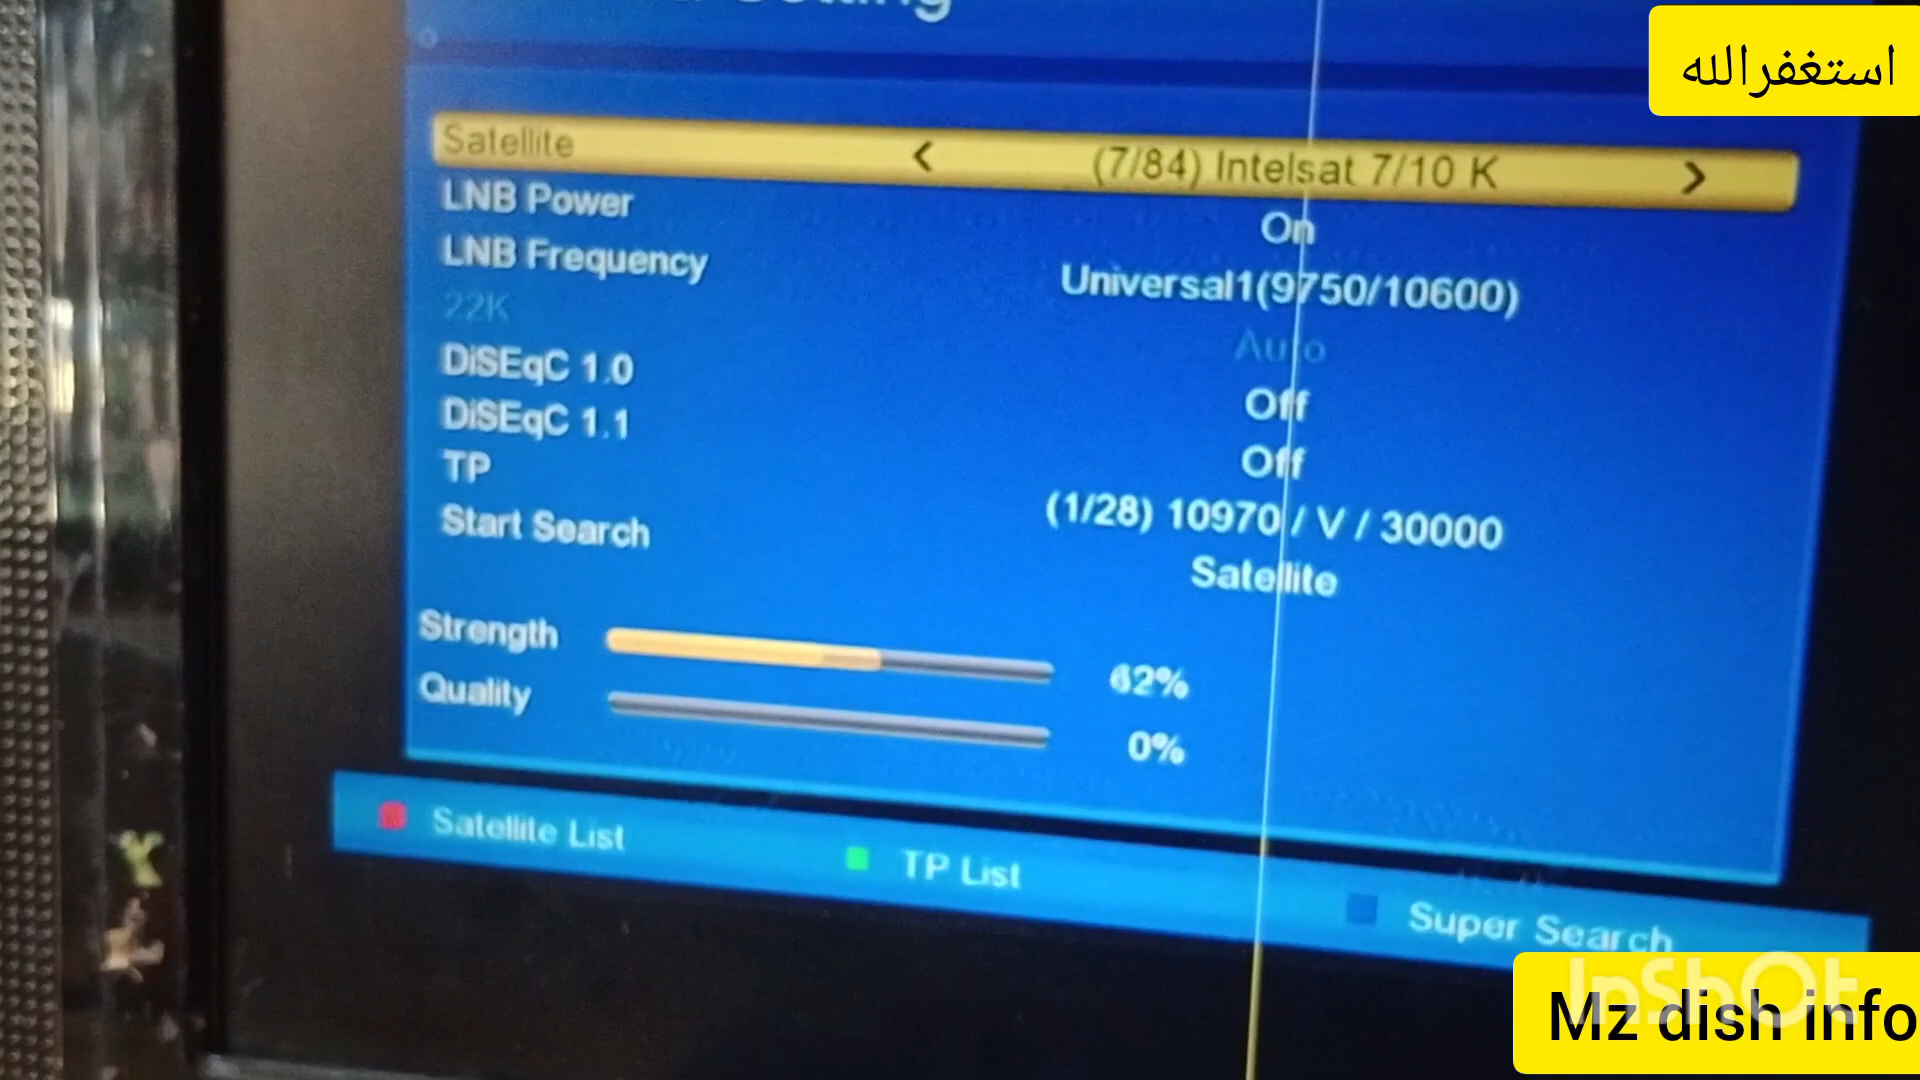 استغفرالله
Satellite < (7/84) Intelsat 7/10 K >
LNB Power On
LNB Frequency Universal1(9750/10600)
22K Auto
DiSEqC 1.0 Off
DiSEqC 1.1 Off
TP (1/28) 10970 / V / 30000
Start Search Satellite
Strength 62%
Quality 0%
Satellite List TP List Super Search
InShOt
Mz dish info